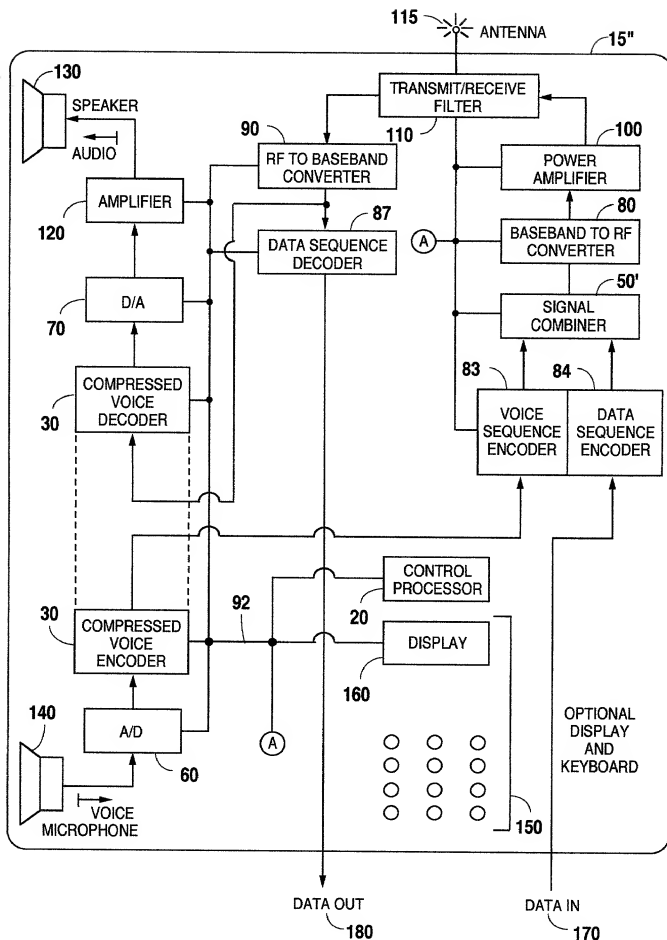 115
ANTENNA
15"
130
SPEAKER
AUDIO
TRANSMIT/RECEIVE
FILTER
110
90
RF TO BASEBAND
CONVERTER
100
POWER
AMPLIFIER
AMPLIFIER
120
87
DATA SEQUENCE
DECODER
A
80
BASEBAND TO RF
CONVERTER
D/A
70
50'
SIGNAL
COMBINER
COMPRESSED
VOICE
DECODER
30
83
84
VOICE
SEQUENCE
ENCODER
DATA
SEQUENCE
ENCODER
CONTROL
PROCESSOR
20
30
COMPRESSED
VOICE
ENCODER
92
DISPLAY
160
140
A/D
60
A
OPTIONAL
DISPLAY
AND
KEYBOARD
VOICE
MICROPHONE
150
DATA OUT
180
DATA IN
170